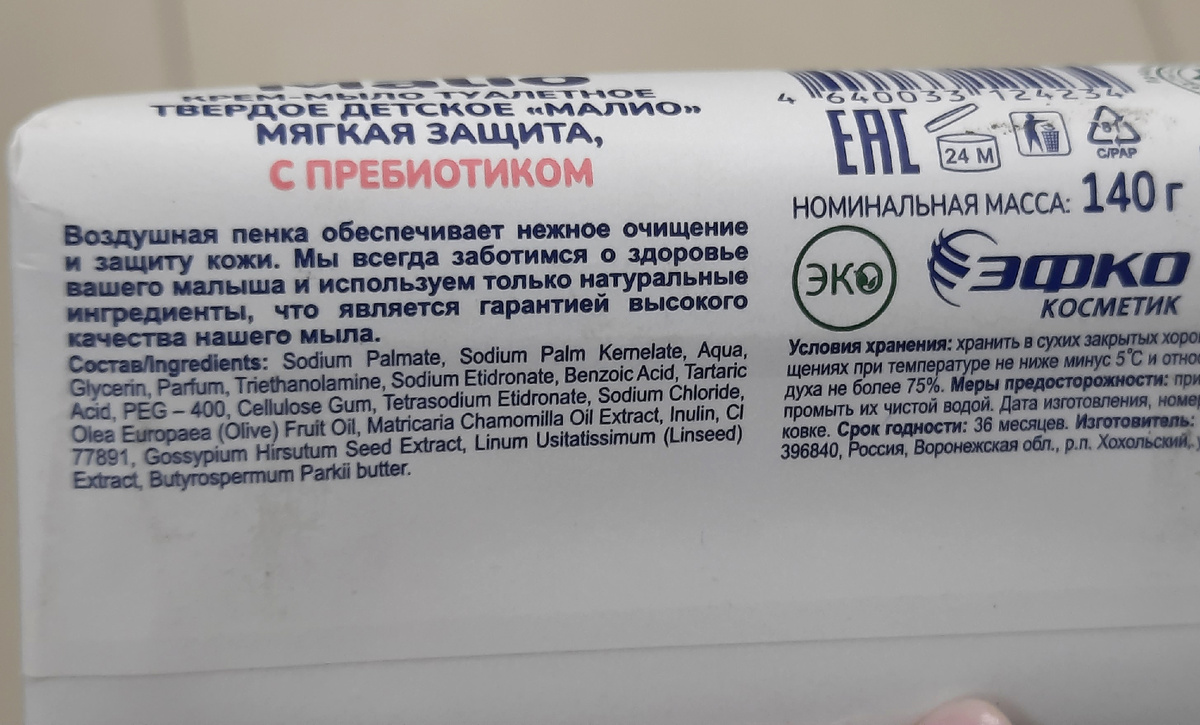 КРЕМ-МЫЛО ТУАЛЕТНОЕ
ТВЕРДОЕ ДЕТСКОЕ «МАЛИО»
МЯГКАЯ ЗАЩИТА,
С ПРЕБИОТИКОМ
Воздушная пенка обеспечивает нежное очищение
и защиту кожи. Мы всегда заботимся о здоровье
вашего малыша и используем только натуральные
ингредиенты, что является гарантией высокого
качества нашего мыла.
Состав/Ingredients: Sodium Palmate, Sodium Palm Kernelate, Aqua,
Glycerin, Parfum, Triethanolamine, Sodium Etidronate, Benzoic Acid, Tartaric
Acid, PEG – 400, Cellulose Gum, Tetrasodium Etidronate, Sodium Chloride,
Olea Europaea (Olive) Fruit Oil, Matricaria Chamomilla Oil Extract, Inulin, CI
77891, Gossypium Hirsutum Seed Extract, Linum Usitatissimum (Linseed)
Extract, Butyrospermum Parkii butter.
4 640033 124234
EAC
24 M
81
C/PAP
НОМИНАЛЬНАЯ МАССА: 140 г
ЭКО
ЭФКО
КОСМЕТИК
Условия хранения: хранить в сухих закрытых хоро
щениях при температуре не ниже минус 5°С и отно
духа не более 75%. Меры предосторожности: при
промыть их чистой водой. Дата изготовления, номер
ковке. Срок годности: 36 месяцев. Изготовитель:
396840, Россия, Воронежская обл., р.п. Хохольский,